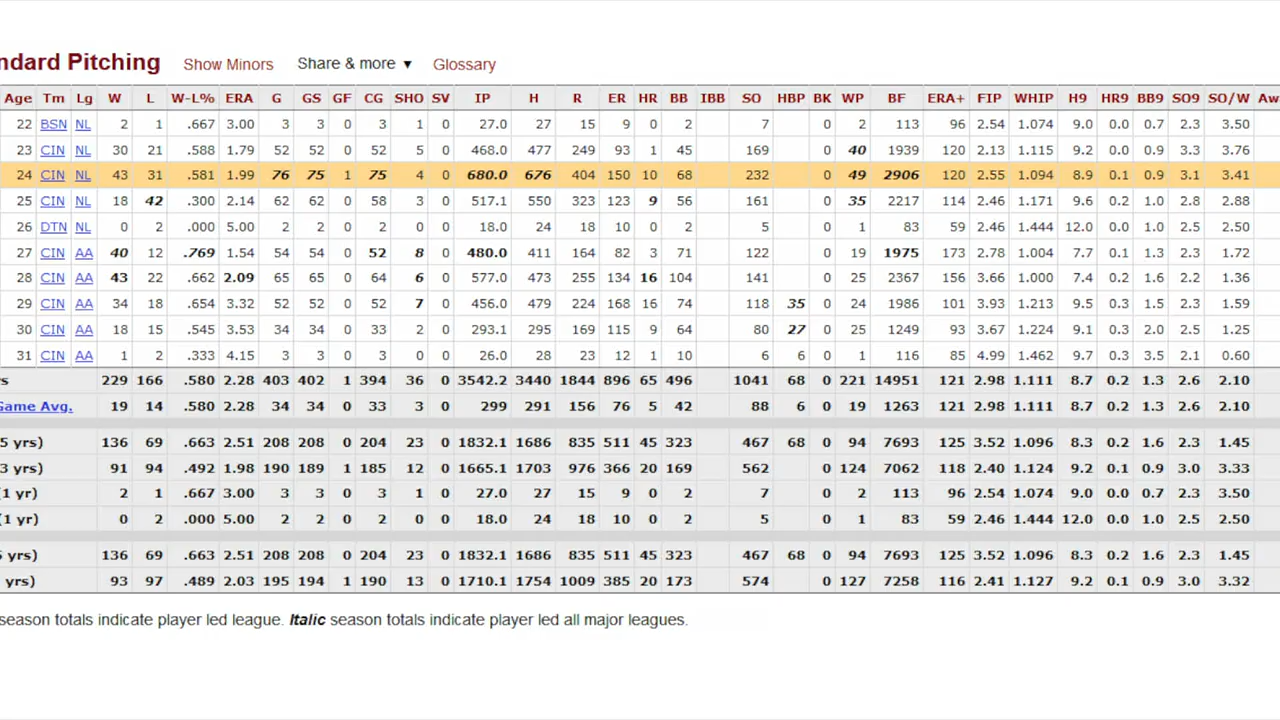 ndard Pitching Show Minors Share & more ▼ Glossary
Age Tm Lg W L W-L% ERA G GS GF CG SHO SV IP H R ER HR BB IBB SO HBP BK WP BF ERA+ FIP WHIP H9 HR9 BB9 SO9 SO/W Aw
22 BSN NL 2 1 .667 3.00 3 3 0 3 1 0 27.0 27 15 9 0 2 7 0 2 113 96 2.54 1.074 9.0 0.0 0.7 2.3 3.50
23 CIN NL 30 21 .588 1.79 52 52 0 52 5 0 468.0 477 249 93 1 45 169 0 40 1939 120 2.13 1.115 9.2 0.0 0.9 3.3 3.76
24 CIN NL 43 31 .581 1.99 76 75 1 75 4 0 680.0 676 404 150 10 68 232 0 49 2906 120 2.55 1.094 8.9 0.1 0.9 3.1 3.41
25 CIN NL 18 42 .300 2.14 62 62 0 58 3 0 517.1 550 323 123 9 56 161 0 35 2217 114 2.46 1.171 9.6 0.2 1.0 2.8 2.88
26 DTN NL 0 2 .000 5.00 2 2 0 2 0 0 18.0 24 18 10 0 2 5 0 1 83 59 2.46 1.444 12.0 0.0 1.0 2.5 2.50
27 CIN AA 40 12 .769 1.54 54 54 0 52 8 0 480.0 411 164 82 3 71 122 0 19 1975 173 2.78 1.004 7.7 0.1 1.3 2.3 1.72
28 CIN AA 43 22 .662 2.09 65 65 0 64 6 0 577.0 473 255 134 16 104 141 0 25 2367 156 3.66 1.000 7.4 0.2 1.6 2.2 1.36
29 CIN AA 34 18 .654 3.32 52 52 0 52 7 0 456.0 479 224 168 16 74 118 35 0 24 1986 101 3.93 1.213 9.5 0.3 1.5 2.3 1.59
30 CIN AA 18 15 .545 3.53 34 34 0 33 2 0 293.1 295 169 115 9 64 80 27 0 25 1249 93 3.67 1.224 9.1 0.3 2.0 2.5 1.25
31 CIN AA 1 2 .333 4.15 3 3 0 3 0 0 26.0 28 23 12 1 10 6 6 0 1 116 85 4.99 1.462 9.7 0.3 3.5 2.1 0.60
rs 229 166 .580 2.28 403 402 1 394 36 0 3542.2 3440 1844 896 65 496 1041 68 0 221 14951 121 2.98 1.111 8.7 0.2 1.3 2.6 2.10
Game Avg. 19 14 .580 2.28 34 34 0 33 3 0 299 291 156 76 5 42 88 6 0 19 1263 121 2.98 1.111 8.7 0.2 1.3 2.6 2.10
5 yrs) 136 69 .663 2.51 208 208 0 204 23 0 1832.1 1686 835 511 45 323 467 68 0 94 7693 125 3.52 1.096 8.3 0.2 1.6 2.3 1.45
3 yrs) 91 94 .492 1.98 190 189 1 185 12 0 1665.1 1703 976 366 20 169 562 0 124 7062 118 2.40 1.124 9.2 0.1 0.9 3.0 3.33
(1 yr) 2 1 .667 3.00 3 3 0 3 1 0 27.0 27 15 9 0 2 7 0 2 113 96 2.54 1.074 9.0 0.0 0.7 2.3 3.50
(1 yr) 0 2 .000 5.00 2 2 0 2 0 0 18.0 24 18 10 0 2 5 0 1 83 59 2.46 1.444 12.0 0.0 1.0 2.5 2.50
5 yrs) 136 69 .663 2.51 208 208 0 204 23 0 1832.1 1686 835 511 45 323 467 68 0 94 7693 125 3.52 1.096 8.3 0.2 1.6 2.3 1.45
yrs) 93 97 .489 2.03 195 194 1 190 13 0 1710.1 1754 1009 385 20 173 574 0 127 7258 116 2.41 1.127 9.2 0.1 0.9 3.0 3.32
season totals indicate player led league. Italic season totals indicate player led all major leagues.